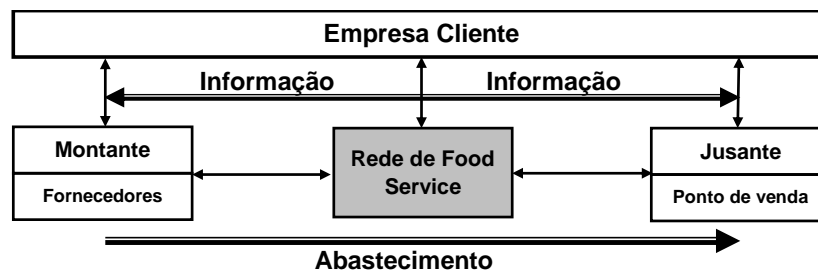 Empresa Cliente
Informação Informação
Montante
Fornecedores
Rede de Food
Service
Jusante
Ponto de venda
Abastecimento